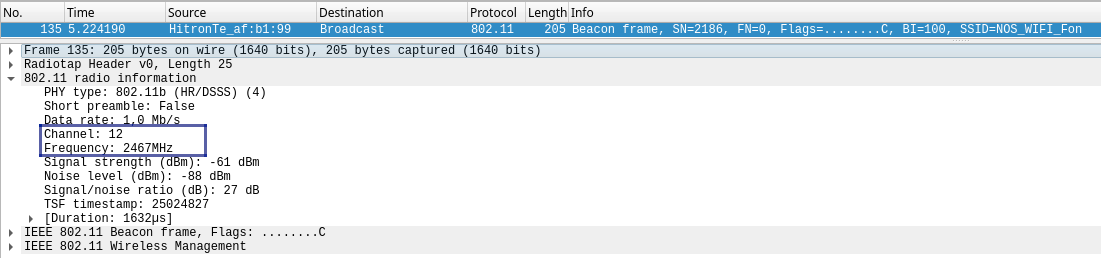 No. Time Source Destination Protocol Length Info
135 5.224190 HitronTe_af:b1:99 Broadcast 802.11 205 Beacon frame, SN=2186, FN=0, Flags=........C, BI=100, SSID=NOS_WIFI_Fon
Frame 135: 205 bytes on wire (1640 bits), 205 bytes captured (1640 bits)
Radiotap Header v0, Length 25
802.11 radio information
PHY type: 802.11b (HR/DSSS) (4)
Short preamble: False
Data rate: 1,0 Mb/s
Channel: 12
Frequency: 2467MHz
Signal strength (dBm): -61 dBm
Noise level (dBm): -88 dBm
Signal/noise ratio (dB): 27 dB
TSF timestamp: 25024827
[Duration: 1632µs]
IEEE 802.11 Beacon frame, Flags: ........C
IEEE 802.11 Wireless Management